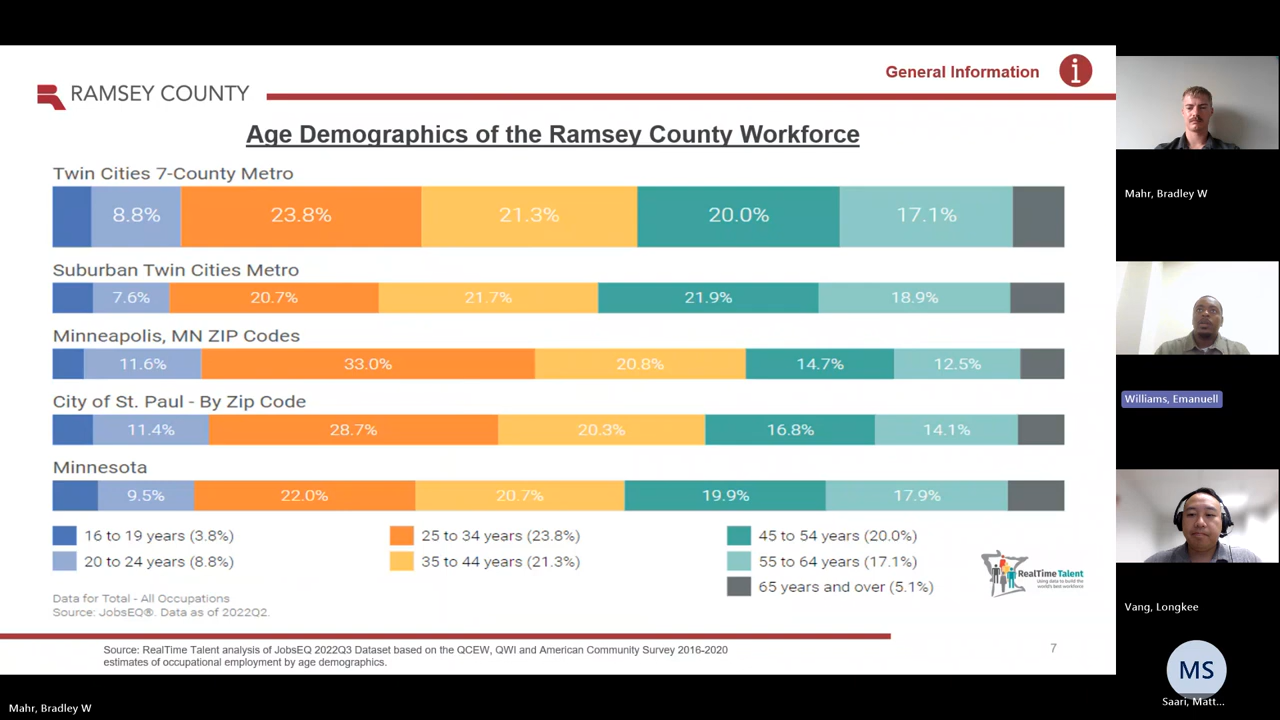 General Information
RAMSEY COUNTY
Age Demographics of the Ramsey County Workforce
Twin Cities 7-County Metro
8.8% 23.8% 21.3% 20.0% 17.1%
Suburban Twin Cities Metro
7.6% 20.7% 21.7% 21.9% 18.9%
Minneapolis, MN ZIP Codes
11.6% 33.0% 20.8% 14.7% 12.5%
City of St. Paul - By Zip Code
11.4% 28.7% 20.3% 16.8% 14.1%
Minnesota
9.5% 22.0% 20.7% 19.9% 17.9%
16 to 19 years (3.8%) 25 to 34 years (23.8%) 45 to 54 years (20.0%)
20 to 24 years (8.8%) 35 to 44 years (21.3%) 55 to 64 years (17.1%)
65 years and over (5.1%)
RealTime Talent
Using data to build the
world's best workforce
Data for Total - All Occupations
Source: JobsEQ®. Data as of 2022Q2.
Source: RealTime Talent analysis of JobsEQ 2022Q3 Dataset based on the QCEW, QWI and American Community Survey 2016-2020
estimates of occupational employment by age demographics.
7
Mahr, Bradley W
Williams, Emanuell
Vang, Longkee
MS
Saari, Matt...
Mahr, Bradley W